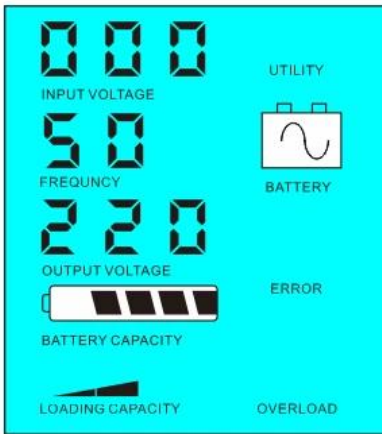 000
UTILITY
INPUT VOLTAGE
50
FREQUNCY
BATTERY
220
OUTPUT VOLTAGE
ERROR
BATTERY CAPACITY
LOADING CAPACITY
OVERLOAD